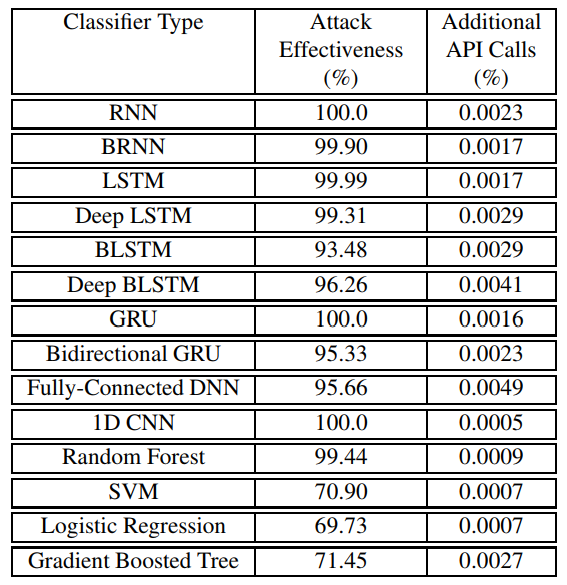 Classifier Type Attack Additional
Effectiveness API Calls
(%) (%)
RNN 100.0 0.0023
BRNN 99.90 0.0017
LSTM 99.99 0.0017
Deep LSTM 99.31 0.0029
BLSTM 93.48 0.0029
Deep BLSTM 96.26 0.0041
GRU 100.0 0.0016
Bidirectional GRU 95.33 0.0023
Fully-Connected DNN 95.66 0.0049
1D CNN 100.0 0.0005
Random Forest 99.44 0.0009
SVM 70.90 0.0007
Logistic Regression 69.73 0.0007
Gradient Boosted Tree 71.45 0.0027